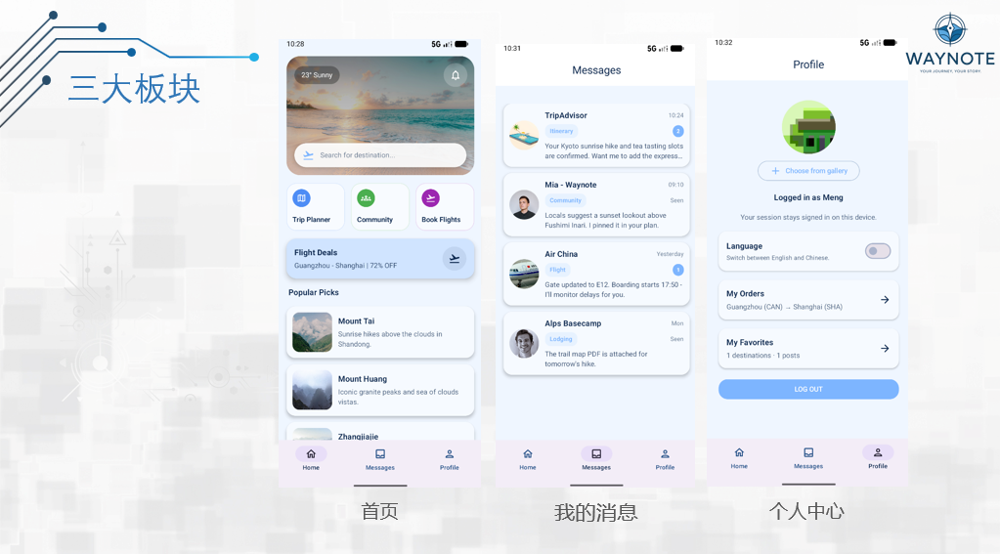 三大板块
WAYNOTE
YOUR JOURNEY, YOUR STORY.
10:28
5G
23° Sunny
Search for destination...
Trip Planner
Community
Book Flights
Flight Deals
Guangzhou - Shanghai | 72% OFF
Popular Picks
Mount Tai
Sunrise hikes above the clouds in
Shandong.
Mount Huang
Iconic granite peaks and sea of clouds
vistas.
Zhangjiajie
Home
Messages
Profile
首页
10:31
5G
Messages
TripAdvisor
10:24
Itinerary
2
Your Kyoto sunrise hike and tea tasting slots
are confirmed. Want me to add the express...
Mia - Waynote
09:10
Community
Seen
Locals suggest a sunset lookout above
Fushimi Inari. I pinned it in your plan.
Air China
Yesterday
Flight
1
Gate updated to E12. Boarding starts 17:50 -
I'll monitor delays for you.
Alps Basecamp
Mon
Lodging
Seen
The trail map PDF is attached for
tomorrow's hike.
Home
Messages
Profile
我的消息
10:32
5G
Profile
Choose from gallery
Logged in as Meng
Your session stays signed in on this device.
Language
Switch between English and Chinese.
My Orders
Guangzhou (CAN) → Shanghai (SHA)
My Favorites
1 destinations · 1 posts
LOG OUT
Home
Messages
Profile
个人中心